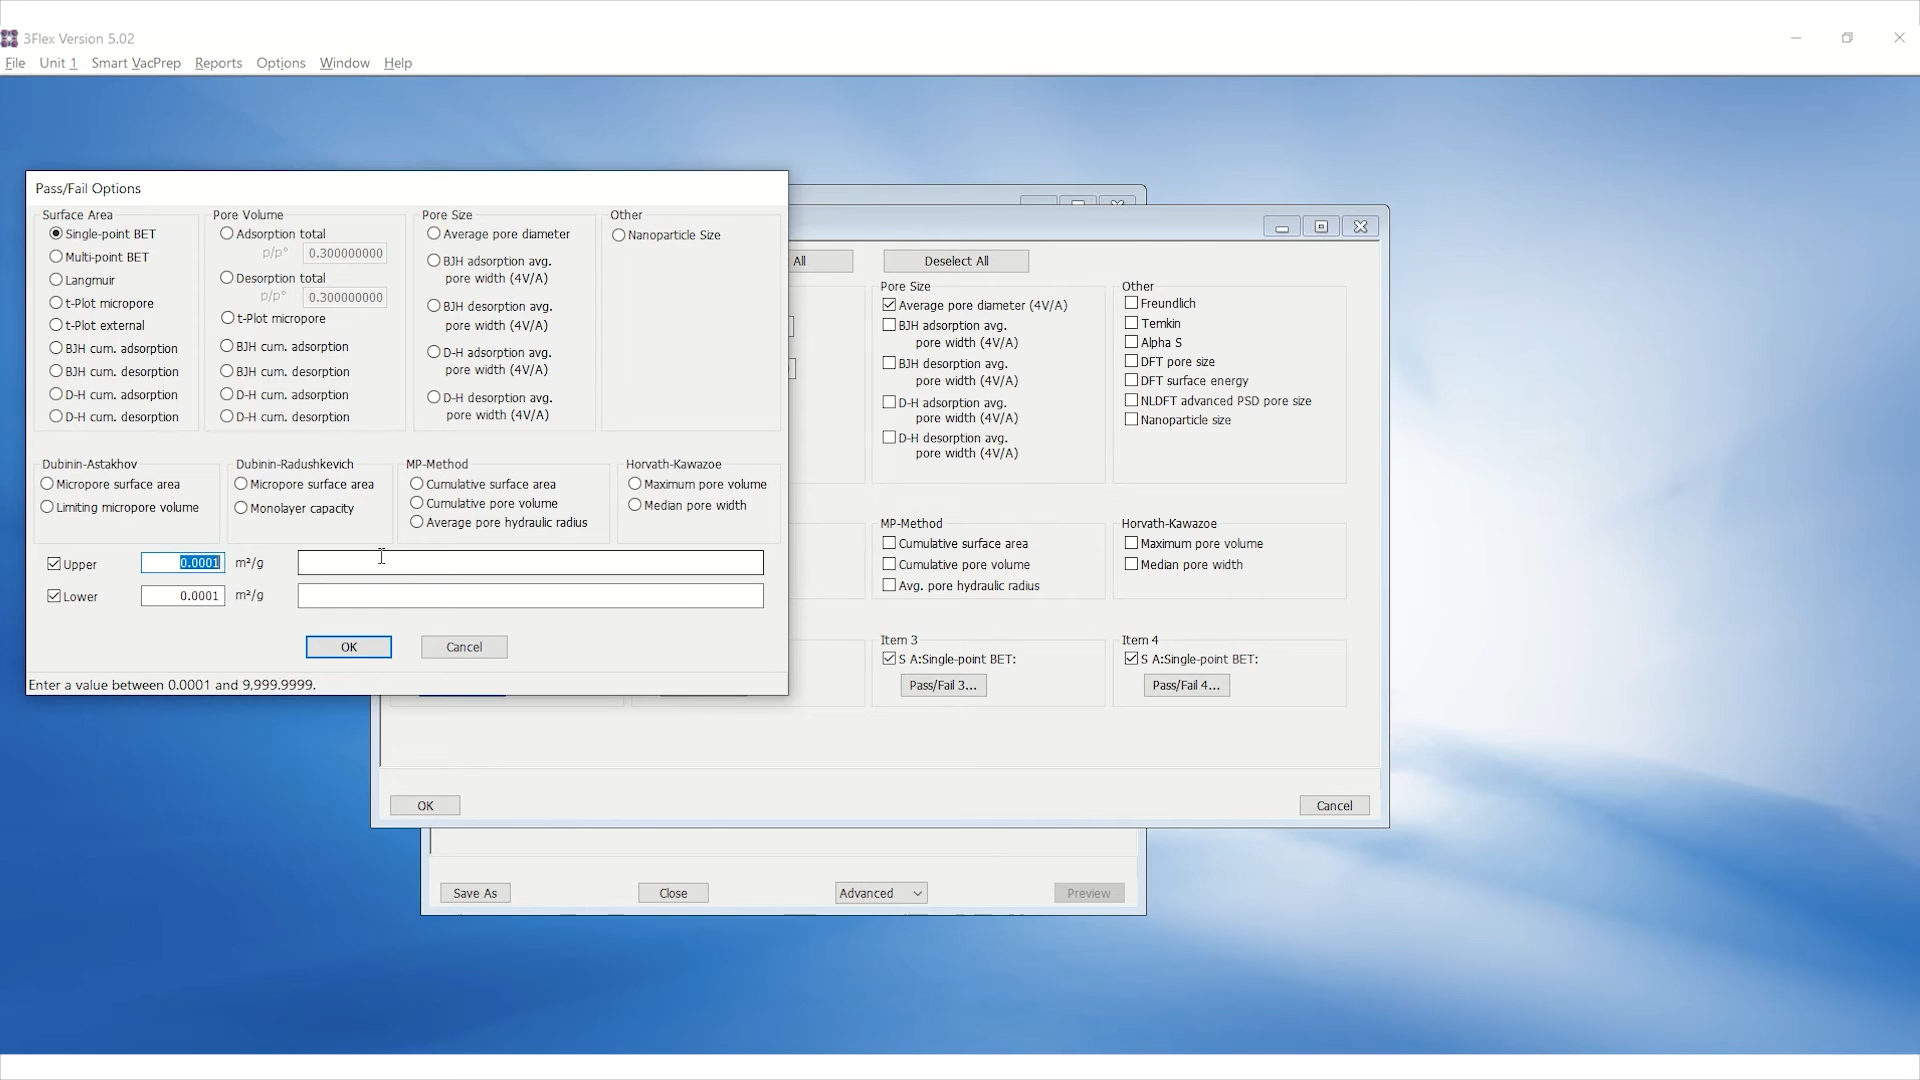 3Flex Version 5.02
File Unit 1 Smart VacPrep Reports Options Window Help
Pass/Fail Options
Surface Area
Single-point BET
Multi-point BET
Langmuir
t-Plot micropore
t-Plot external
BJH cum. adsorption
BJH cum. desorption
D-H cum. adsorption
D-H cum. desorption
Pore Volume
Adsorption total
p/p° 0.300000000
Desorption total
p/p° 0.300000000
t-Plot micropore
BJH cum. adsorption
BJH cum. desorption
D-H cum. adsorption
D-H cum. desorption
Pore Size
Average pore diameter
BJH adsorption avg.
pore width (4V/A)
BJH desorption avg.
pore width (4V/A)
D-H adsorption avg.
pore width (4V/A)
D-H desorption avg.
pore width (4V/A)
Other
Nanoparticle Size
Dubinin-Astakhov
Micropore surface area
Limiting micropore volume
Dubinin-Radushkevich
Micropore surface area
Monolayer capacity
MP-Method
Cumulative surface area
Cumulative pore volume
Average pore hydraulic radius
Horvath-Kawazoe
Maximum pore volume
Median pore width
Upper 0.0001 m²/g
Lower 0.0001 m²/g
OK Cancel
Enter a value between 0.0001 and 9,999.9999.
All Deselect All
Pore Size
Average pore diameter (4V/A)
BJH adsorption avg.
pore width (4V/A)
BJH desorption avg.
pore width (4V/A)
D-H adsorption avg.
pore width (4V/A)
D-H desorption avg.
pore width (4V/A)
Other
Freundlich
Temkin
Alpha S
DFT pore size
DFT surface energy
NLDFT advanced PSD pore size
Nanoparticle size
MP-Method
Cumulative surface area
Cumulative pore volume
Avg. pore hydraulic radius
Horvath-Kawazoe
Maximum pore volume
Median pore width
Item 3
S A:Single-point BET:
Pass/Fail 3...
Item 4
S A:Single-point BET:
Pass/Fail 4...
OK Cancel
Save As Close Advanced Preview